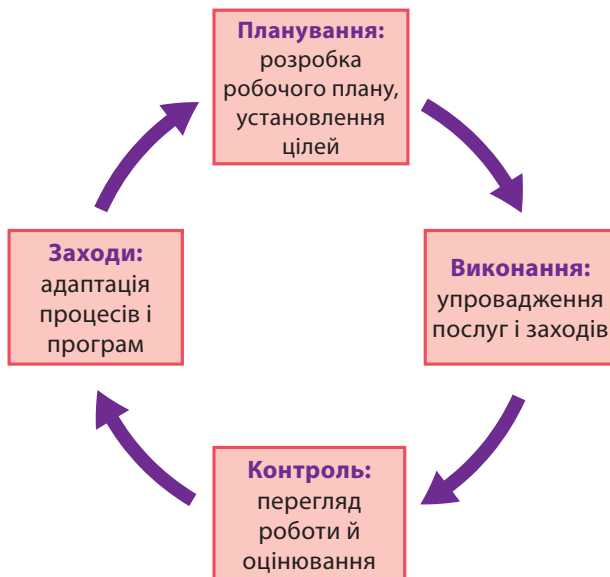 Планування:
розробка
робочого плану,
установлення
цілей
Виконання:
упровадження
послуг і заходів
Контроль:
перегляд
роботи й
оцінювання
Заходи:
адаптація
процесів і
програм